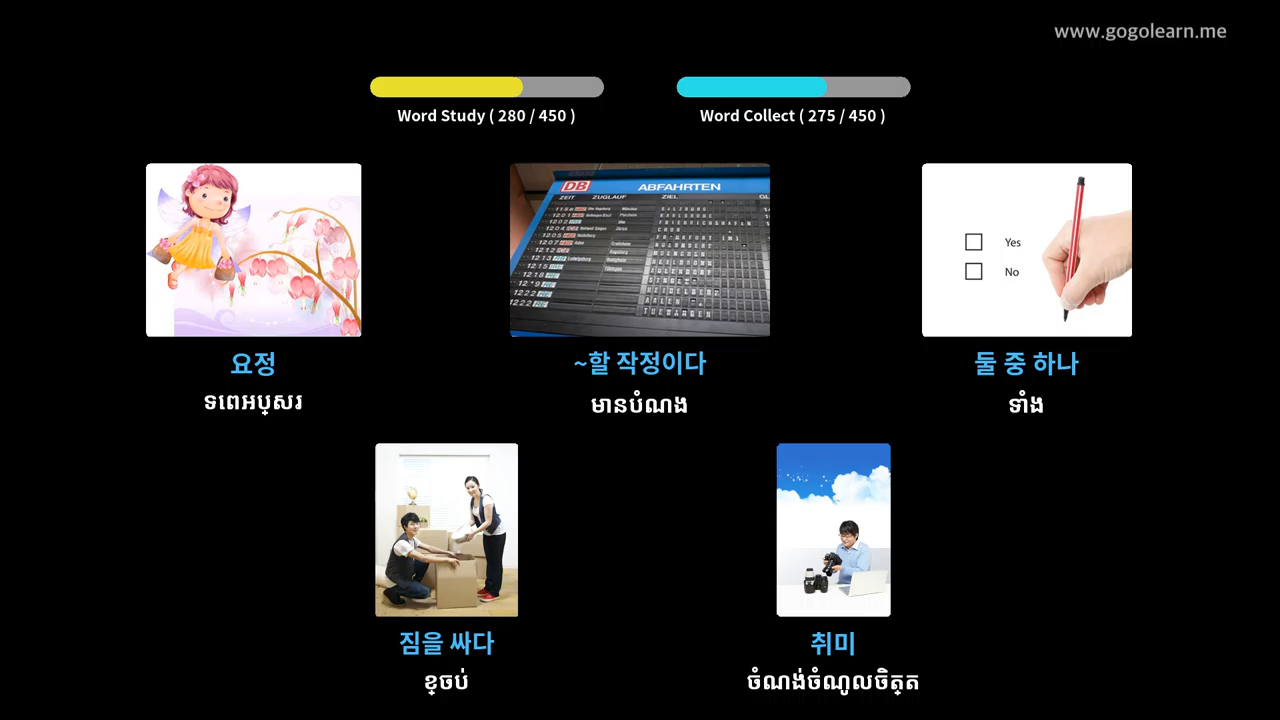 www.gogolearn.me
Word Study ( 280 / 450 )
Word Collect ( 275 / 450 )
DB
ABFAHRTEN
ZEIT ZUGLAUF ZIEL
Yes
No
요정
~할 작정이다
둘 중 하나
ទពេអប្សរ
មានបំណង
ទាំង
짐을 싸다
취미
ខ្ចប់
ចំណង់ចំណូលចិត្ត